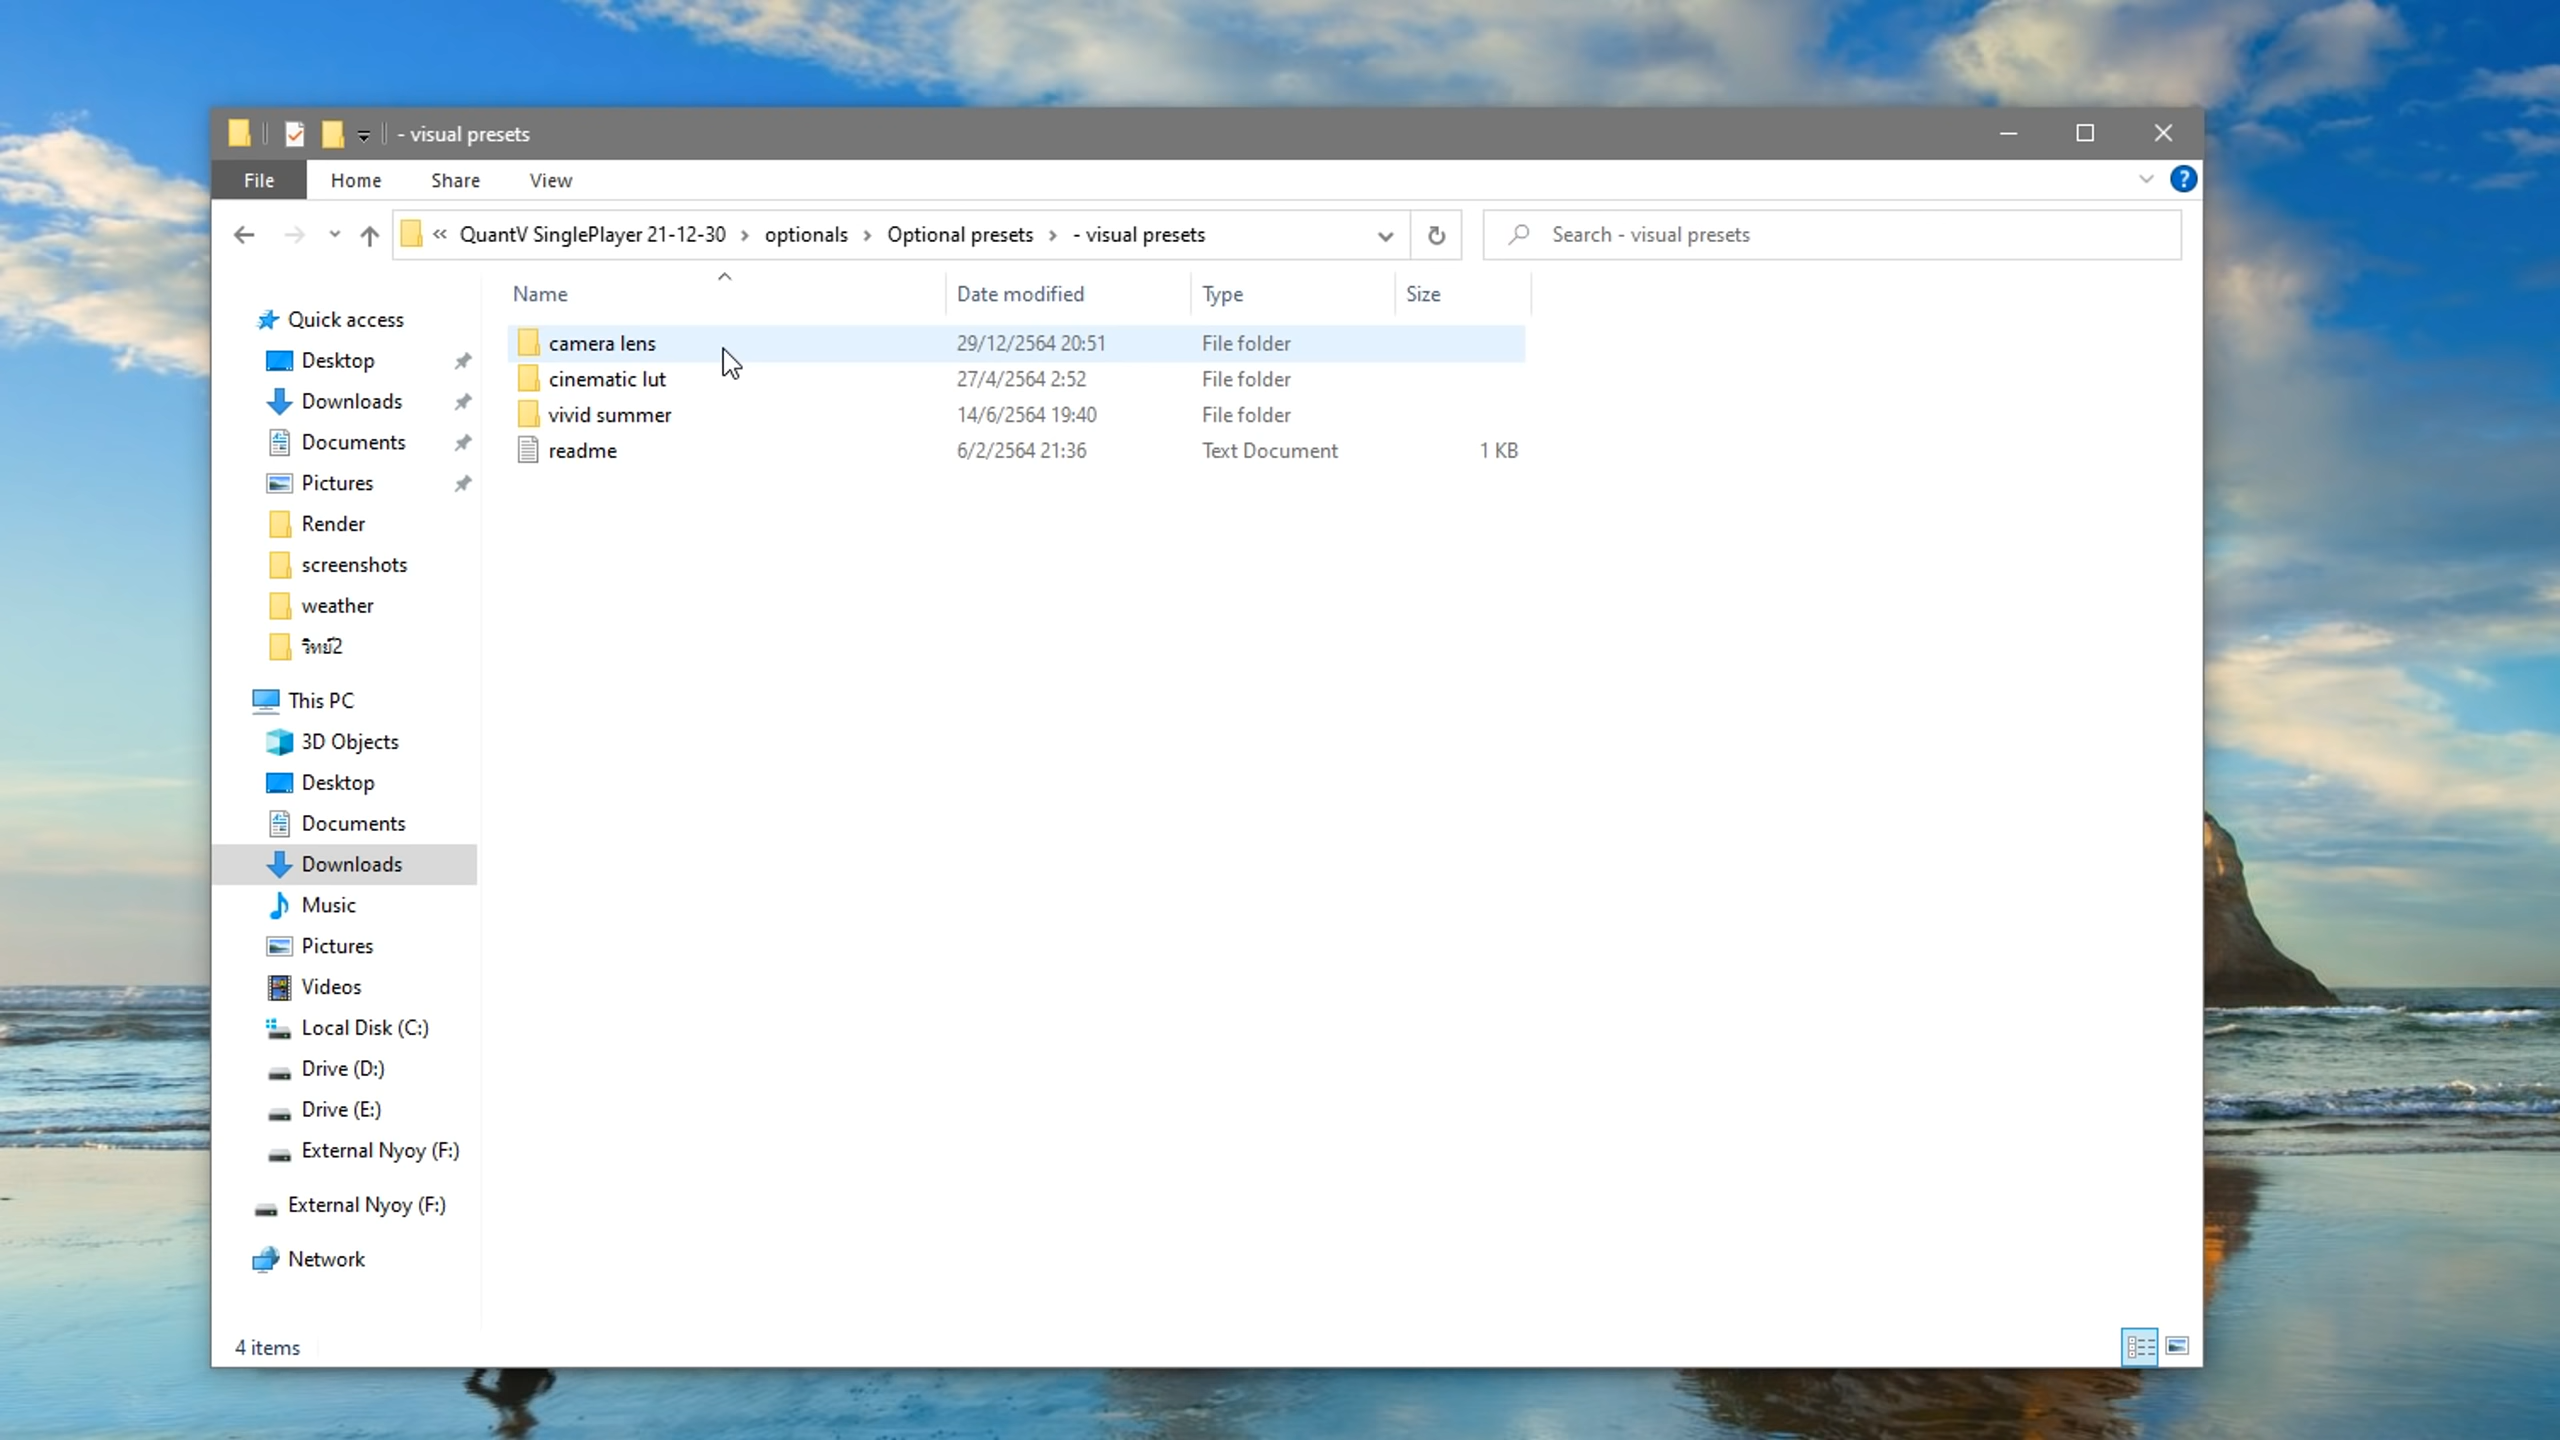 - visual presets
File Home Share View
« QuantV SinglePlayer 21-12-30 › optionals › Optional presets › - visual presets
Search - visual presets
Name Date modified Type Size
camera lens 29/12/2564 20:51 File folder
cinematic lut 27/4/2564 2:52 File folder
vivid summer 14/6/2564 19:40 File folder
readme 6/2/2564 21:36 Text Document 1 KB
Quick access
Desktop
Downloads
Documents
Pictures
Render
screenshots
weather
This PC
3D Objects
Desktop
Documents
Downloads
Music
Pictures
Videos
Local Disk (C:)
Drive (D:)
Drive (E:)
External Nyoy (F:)
External Nyoy (F:)
Network
4 items